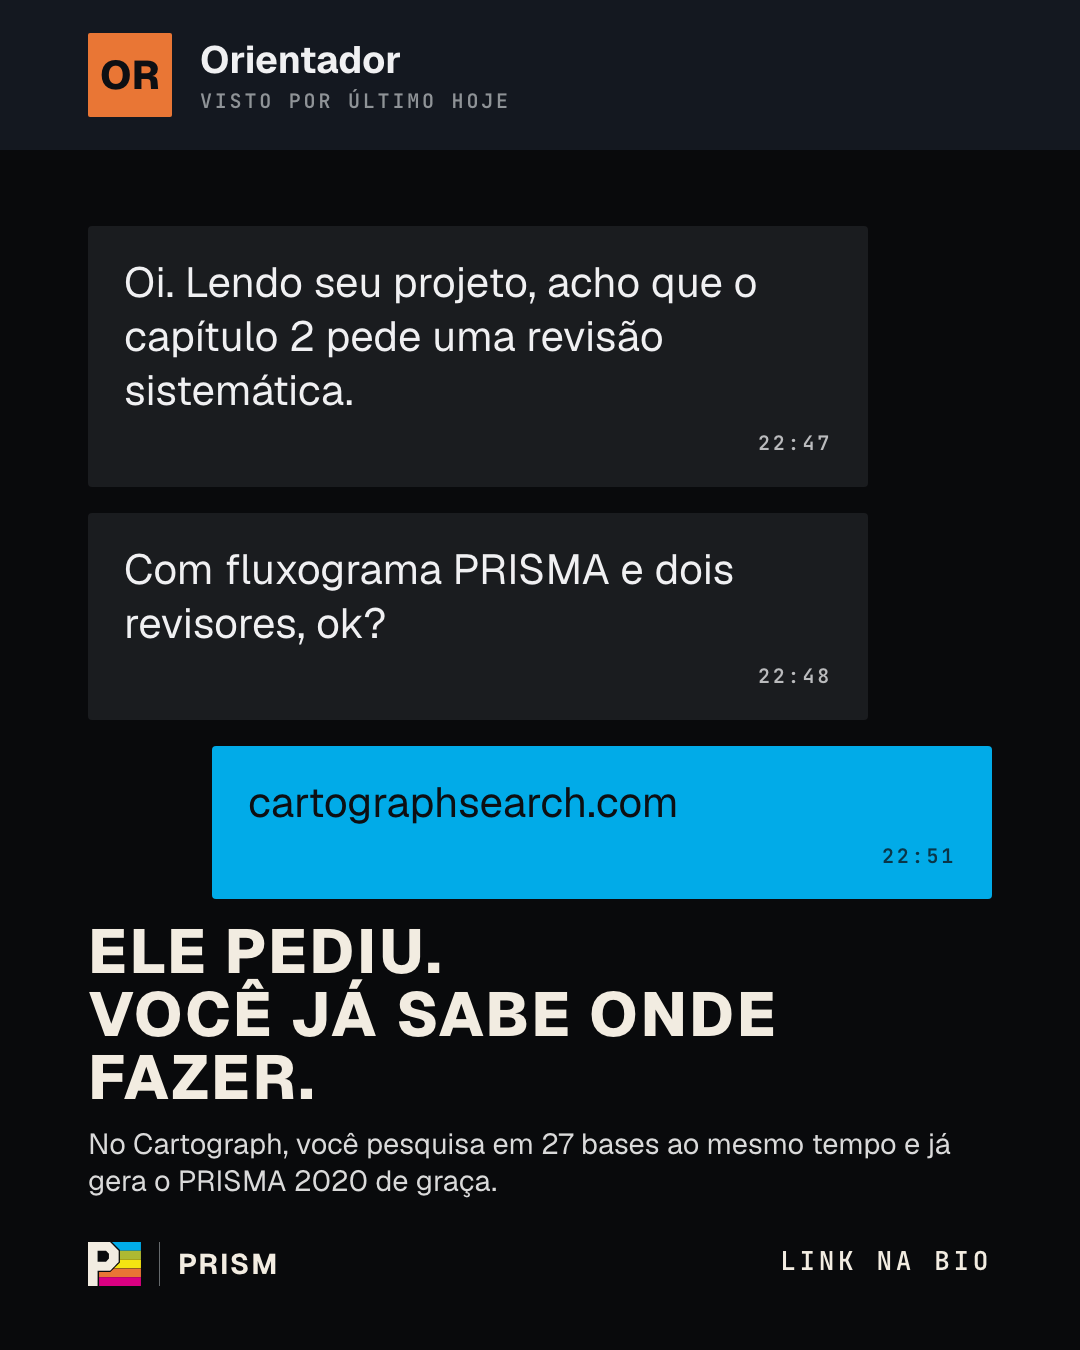 OR
Orientador
VISTO POR ÚLTIMO HOJE
Oi. Lendo seu projeto, acho que o
capítulo 2 pede uma revisão
sistemática.
22:47
Com fluxograma PRISMA e dois
revisores, ok?
22:48
cartographsearch.com
22:51
ELE PEDIU.
VOCÊ JÁ SABE ONDE
FAZER.
No Cartograph, você pesquisa em 27 bases ao mesmo tempo e já
gera o PRISMA 2020 de graça.
P
PRISM
LINK NA BIO